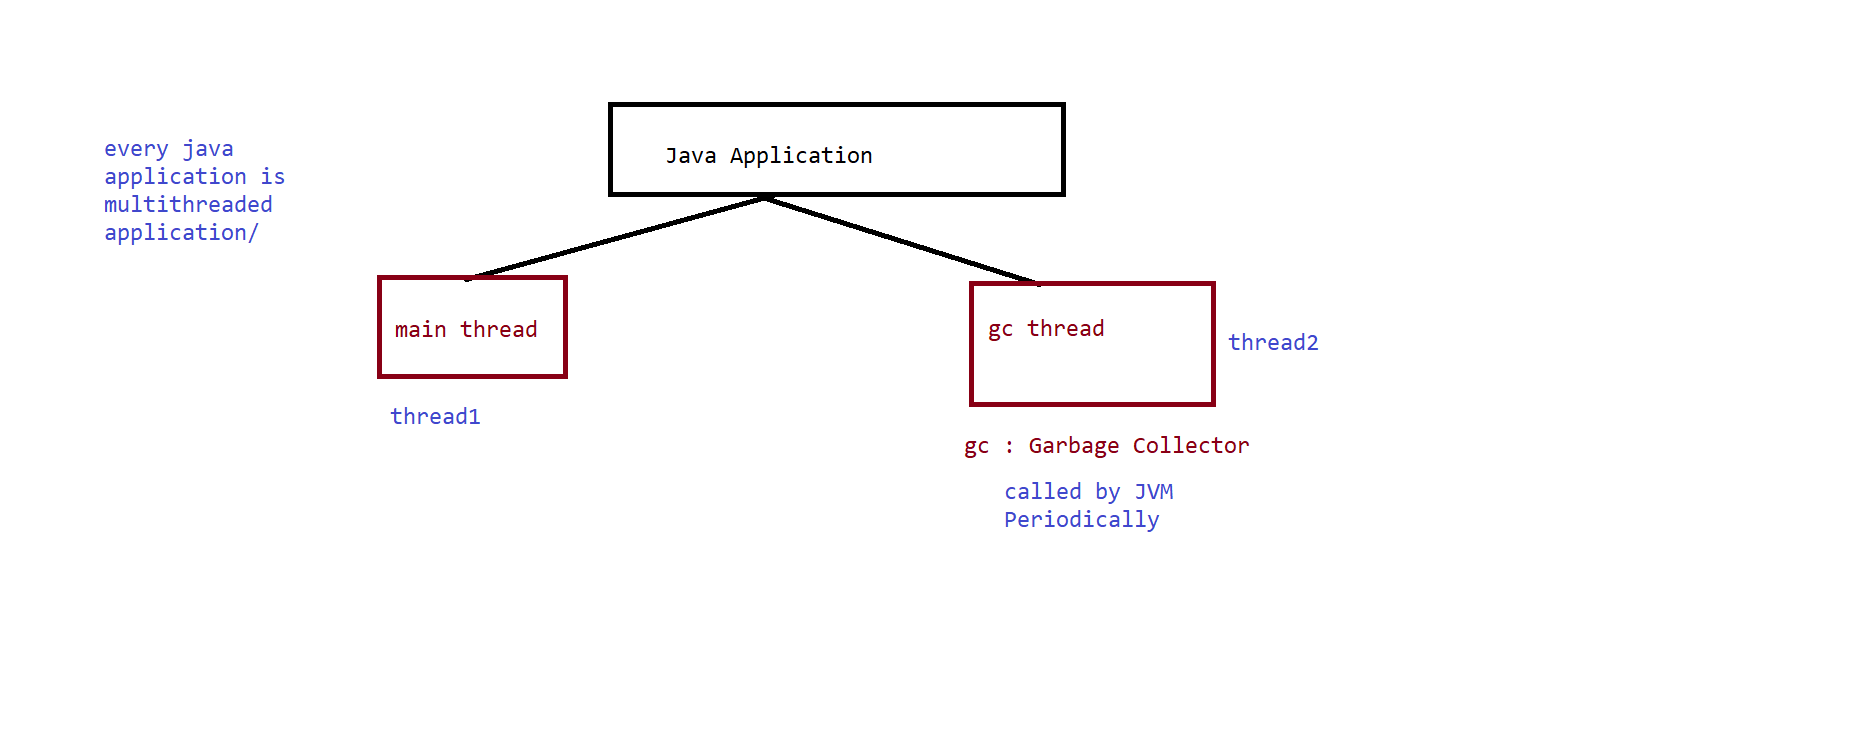 every java
application is
multithreaded
application/
Java Application
main thread
thread1
gc thread
thread2
gc : Garbage Collector
called by JVM
Periodically